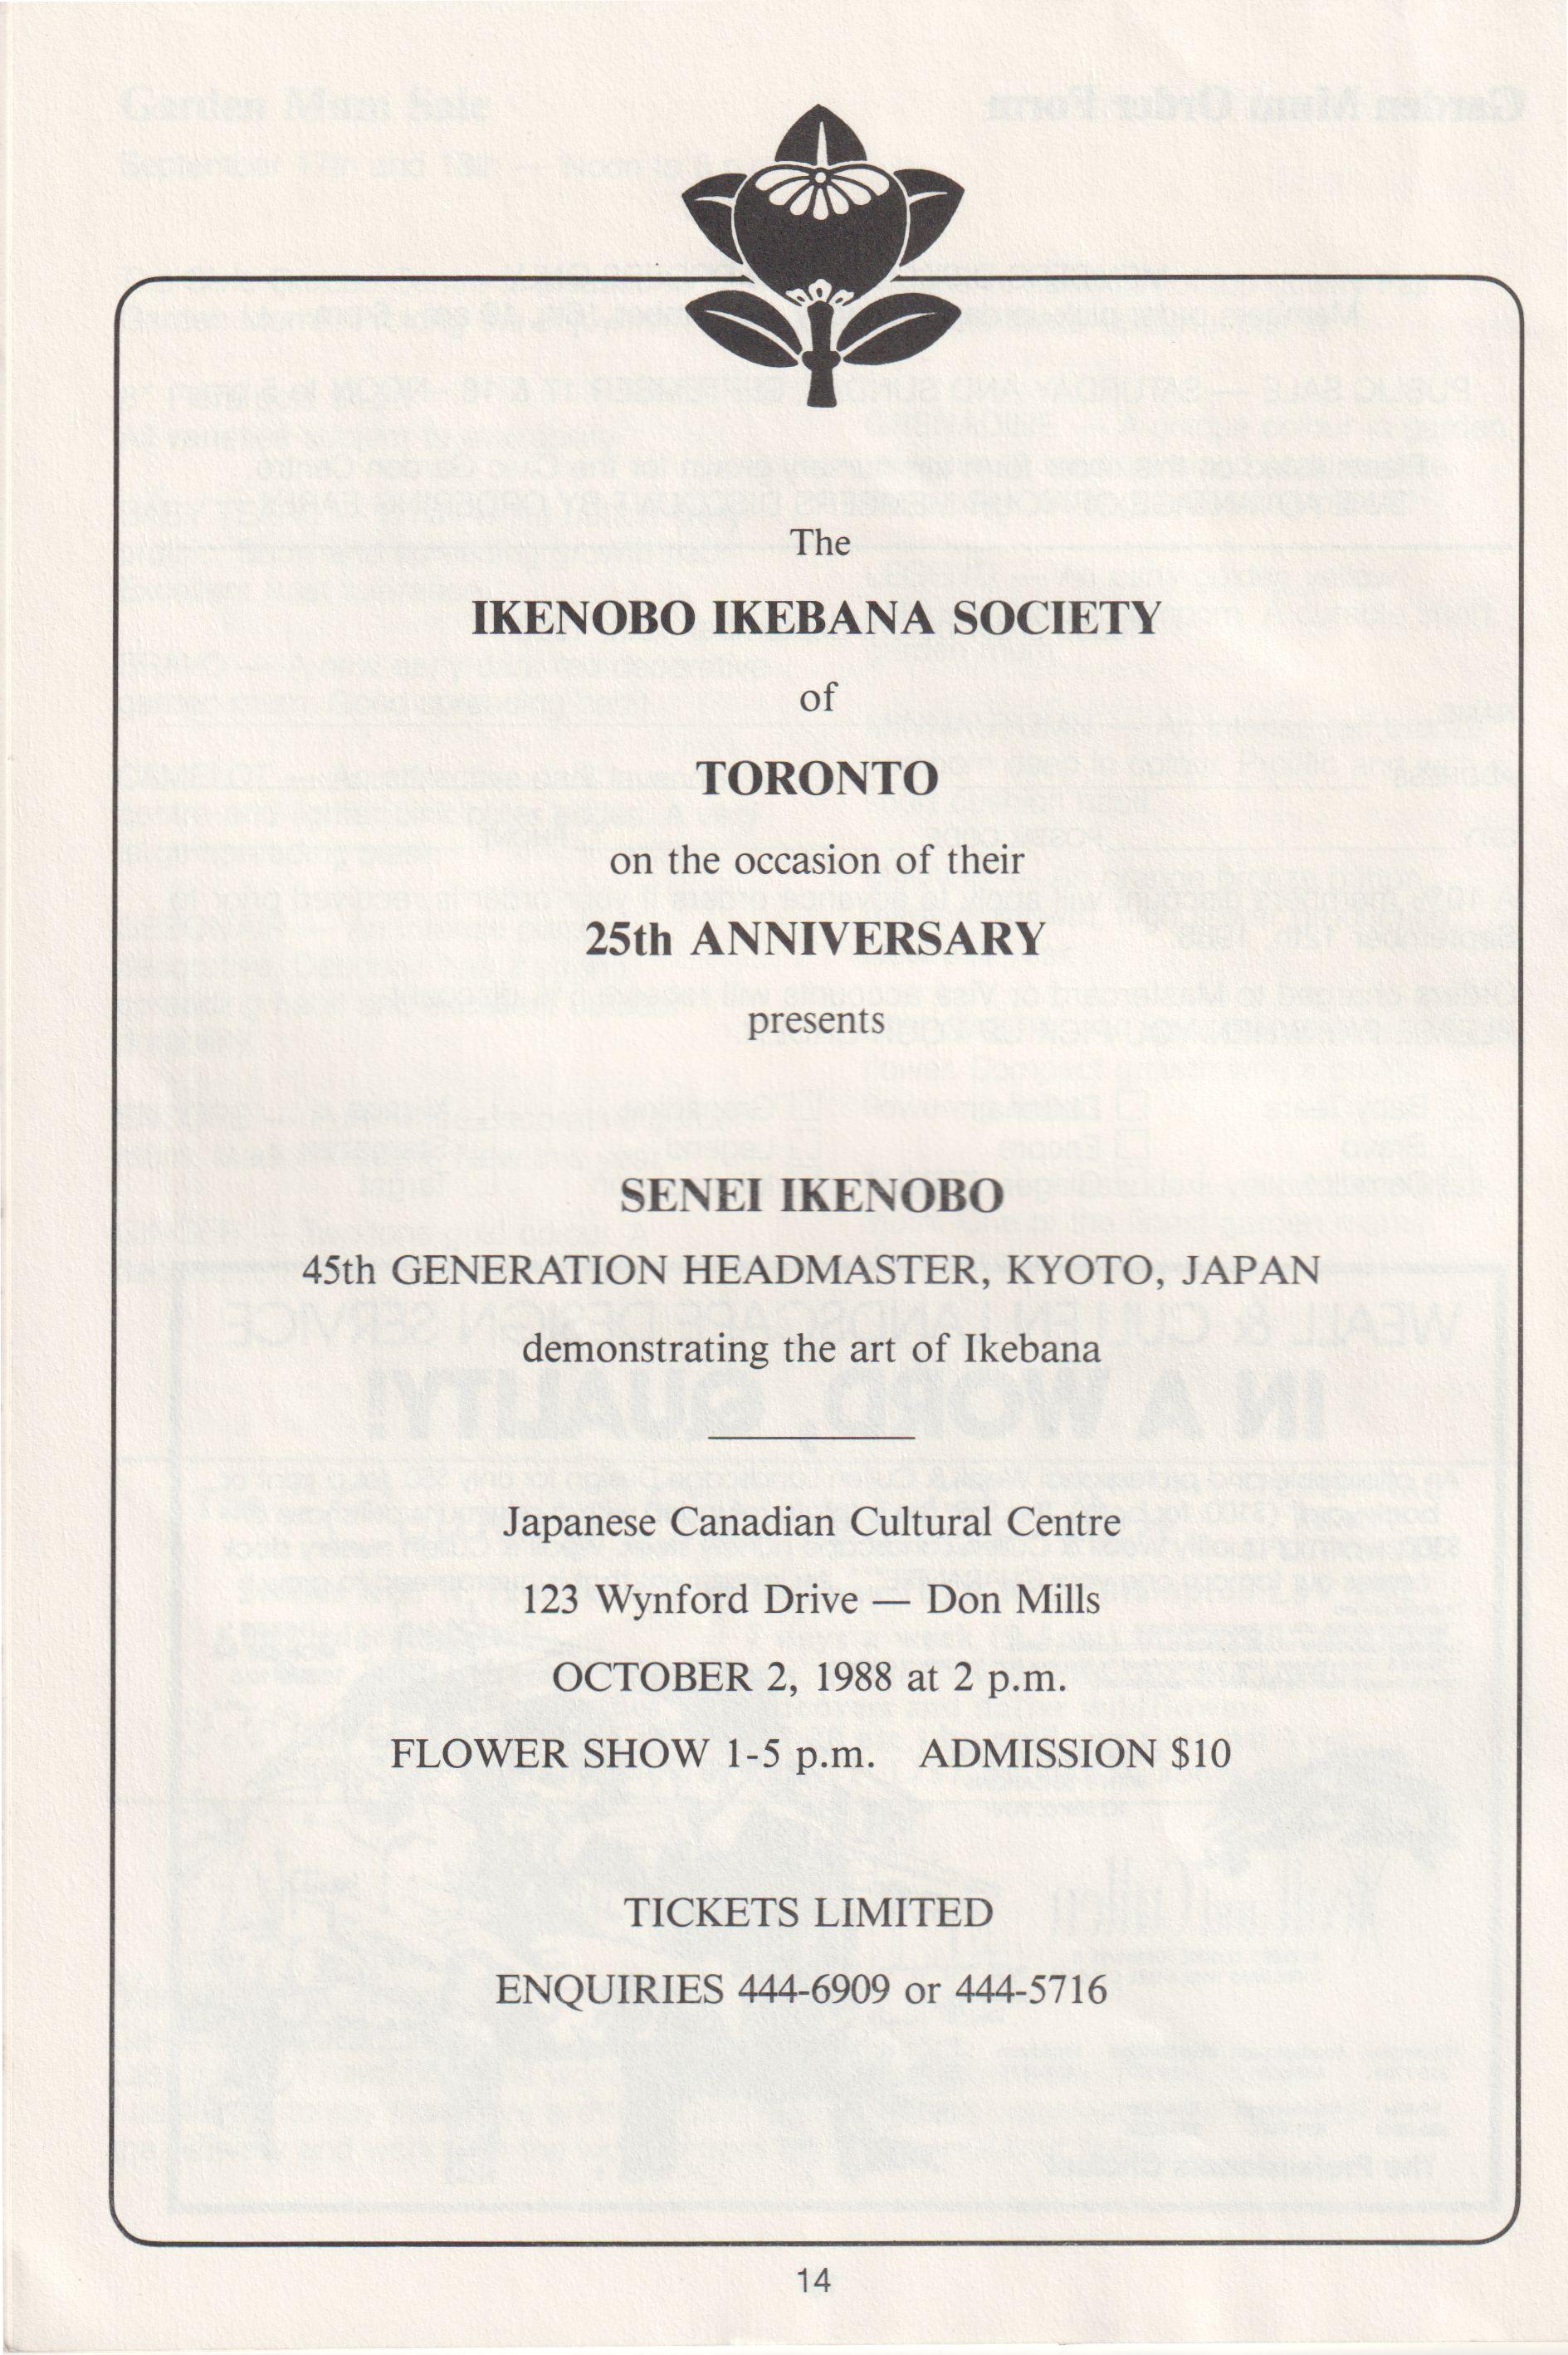 The
IKENOBO IKEBANA SOCIETY
of
TORONTO
on the occasion of their
25th ANNIVERSARY
presents
SENEI IKENOBO
45th GENERATION HEADMASTER, KYOTO, JAPAN
demonstrating the art of Ikebana
Japanese Canadian Cultural Centre
123 Wynford Drive — Don Mills
OCTOBER 2, 1988 at 2 p.m.
FLOWER SHOW 1-5 p.m. ADMISSION $10
TICKETS LIMITED
ENQUIRIES 444-6909 or 444-5716
14